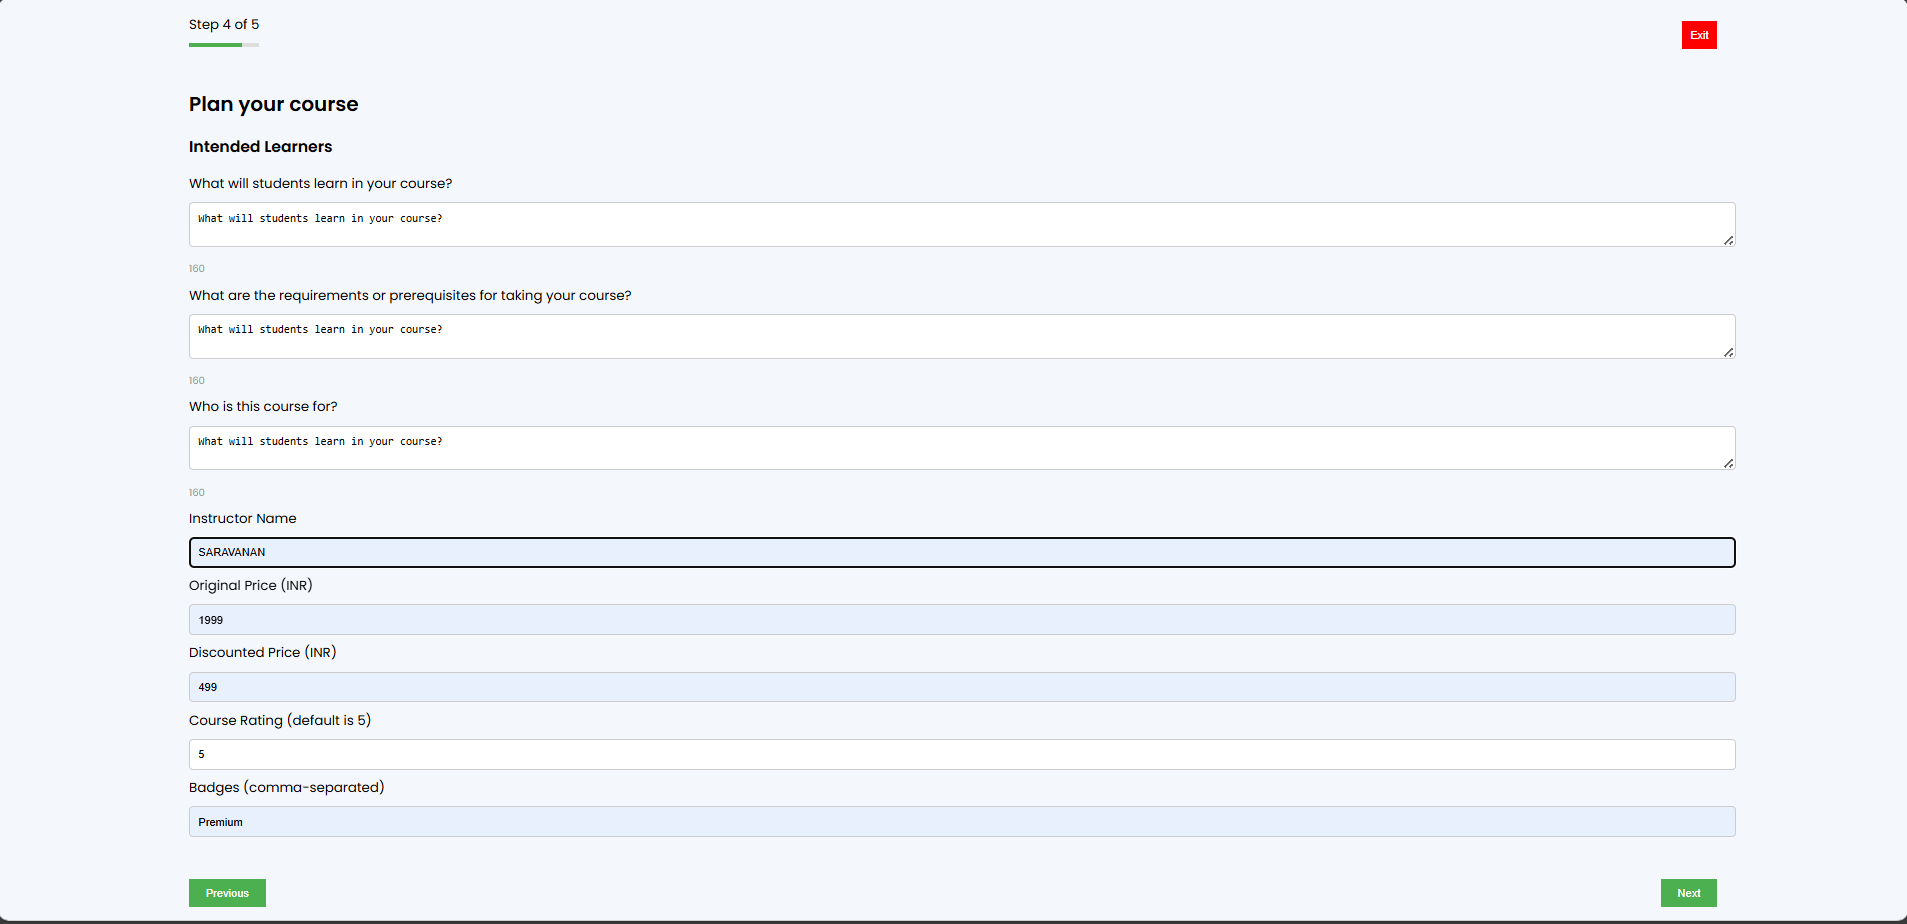 Step 4 of 5
Exit
Plan your course
Intended Learners
What will students learn in your course?
What will students learn in your course?
160
What are the requirements or prerequisites for taking your course?
What will students learn in your course?
160
Who is this course for?
What will students learn in your course?
160
Instructor Name
SARAVANAN
Original Price (INR)
1999
Discounted Price (INR)
499
Course Rating (default is 5)
5
Badges (comma-separated)
Premium
Previous
Next